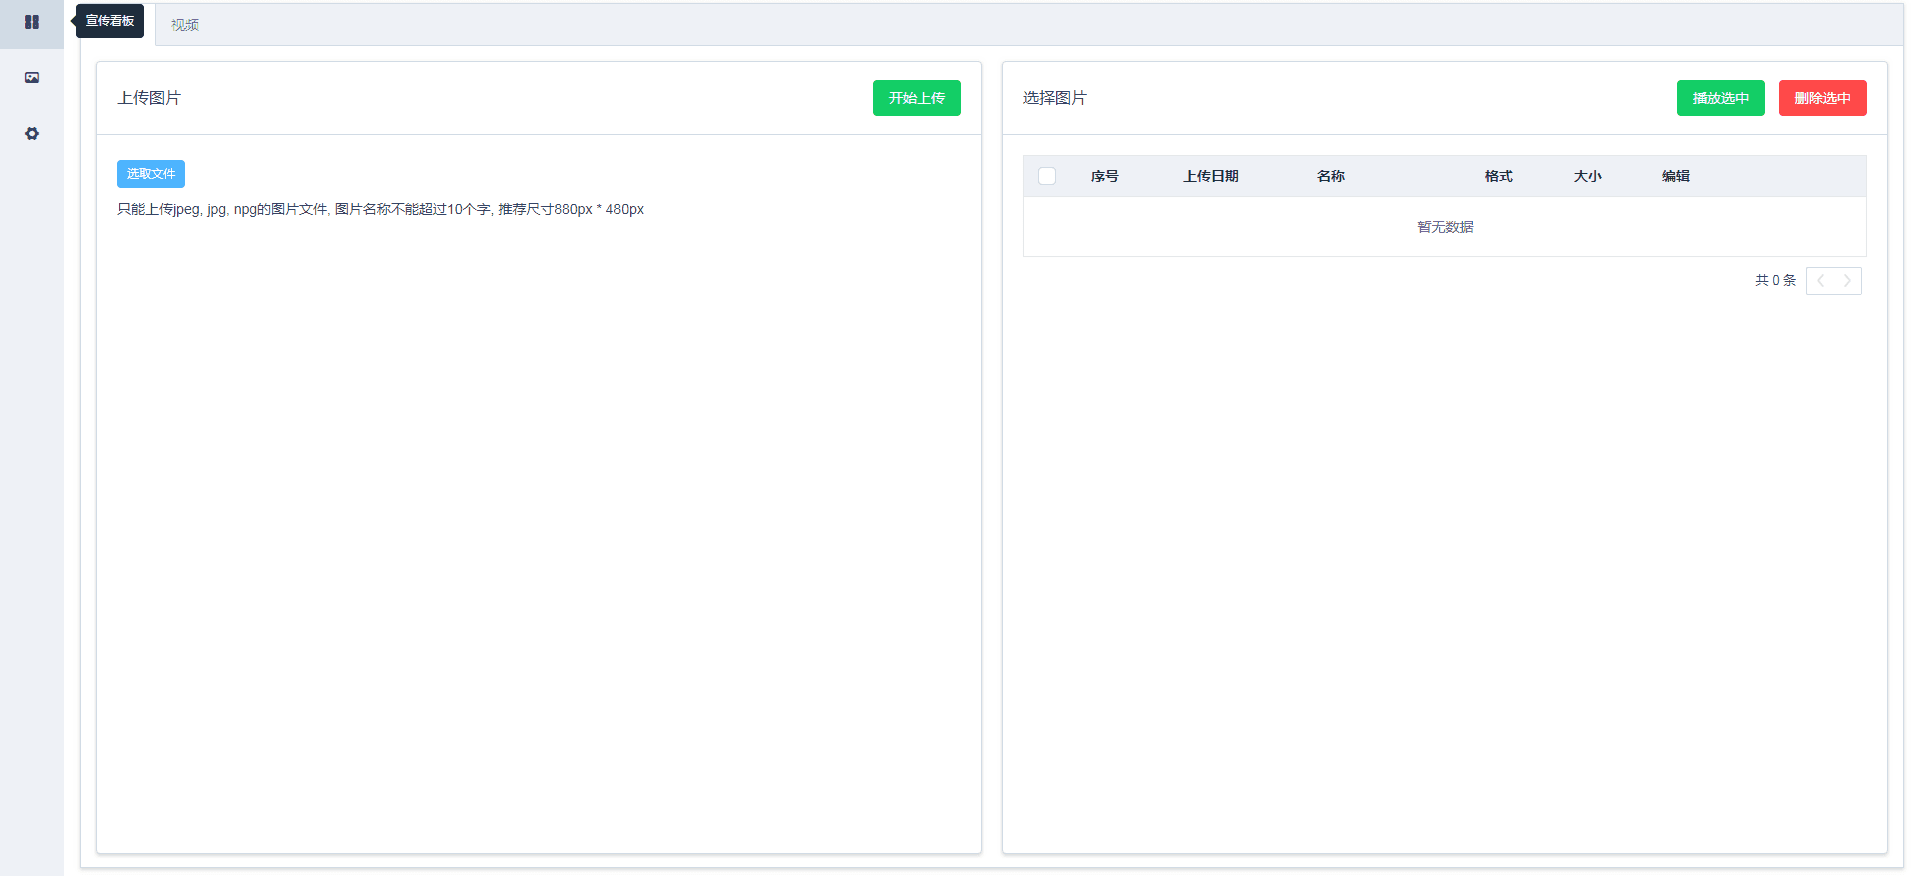 宣传看板
视频
上传图片
开始上传
选取文件
只能上传jpeg, jpg, npg的图片文件, 图片名称不能超过10个字, 推荐尺寸880px * 480px
选择图片
播放选中
删除选中
序号 上传日期 名称 格式 大小 编辑
暂无数据
共 0 条